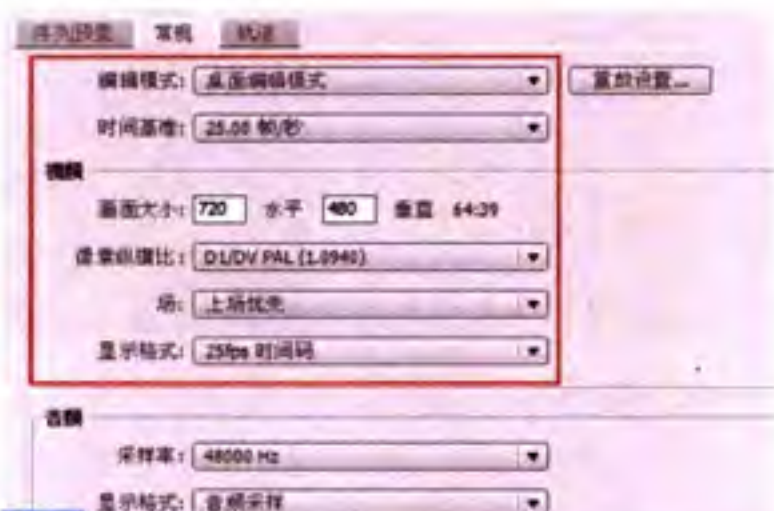 序列预置 常规 轨道
编辑模式: 桌面编辑模式 重放设置...
时间基准: 25.00 帧/秒
视频
画面大小: 720 水平 480 垂直 64:39
像素纵横比: D1/DV PAL (1.0940)
场: 上场优先
显示格式: 25fps 时间码
音频
采样率: 48000 Hz
显示格式: 音频采样